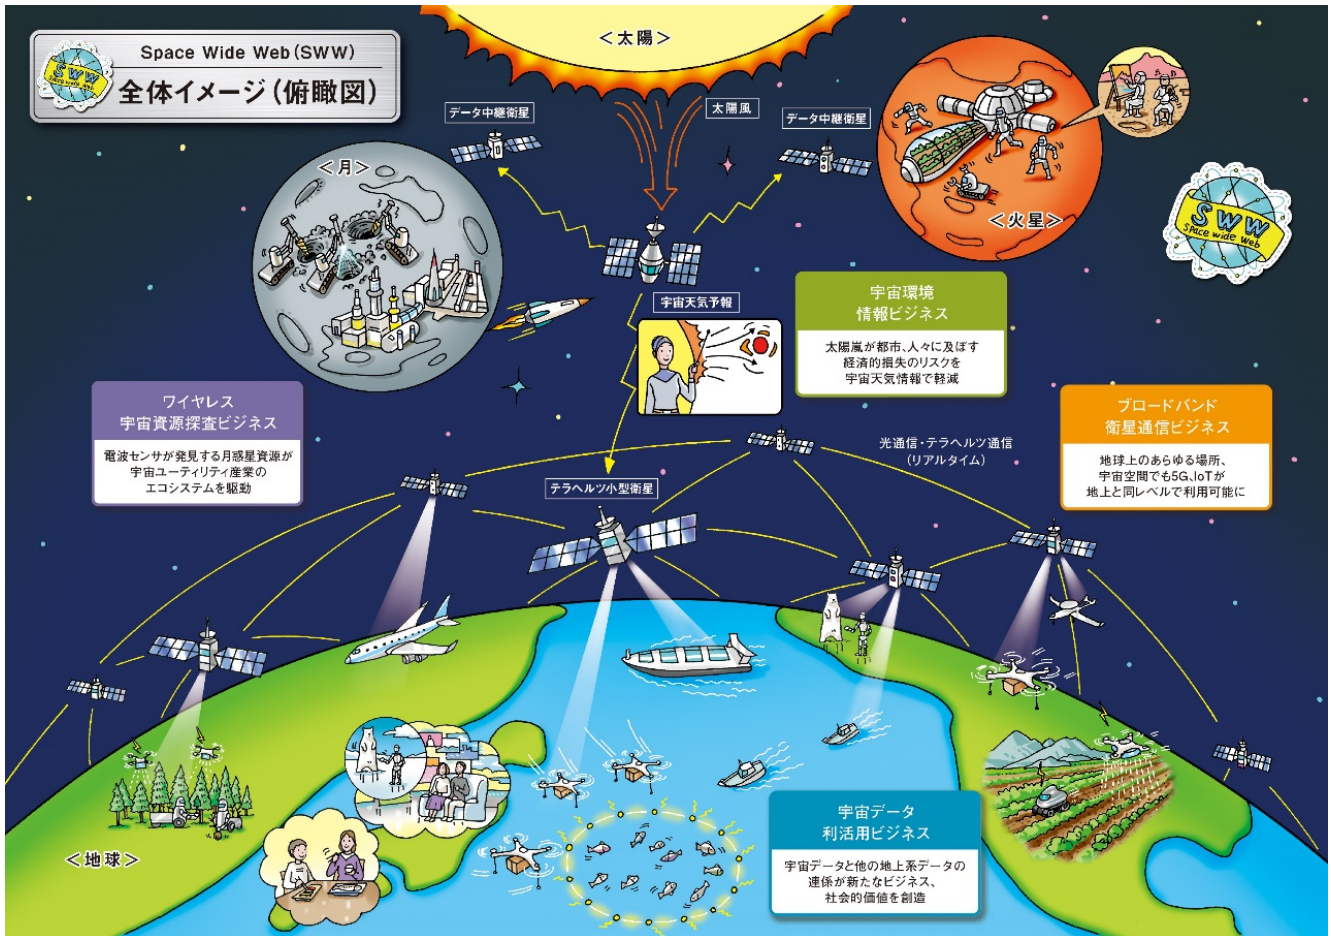 Space Wide Web (SWW)
全体イメージ(俯瞰図)
SWW
Space wide Web
<太陽>
太陽風
データ中継衛星
データ中継衛星
<月>
<火星>
SWW
Space wide Web
宇宙天気予報
宇宙環境
情報ビジネス
太陽嵐が都市、人々に及ぼす
経済的損失のリスクを
宇宙天気情報で軽減
ワイヤレス
宇宙資源探査ビジネス
電波センサが発見する月惑星資源が
宇宙ユーティリティ産業の
エコシステムを駆動
ブロードバンド
衛星通信ビジネス
地球上のあらゆる場所、
宇宙空間でも5G、IoTが
地上と同レベルで利用可能に
光通信・テラヘルツ通信
(リアルタイム)
テラヘルツ小型衛星
宇宙データ
利活用ビジネス
宇宙データと他の地上系データの
連係が新たなビジネス、
社会的価値を創造
<地球>